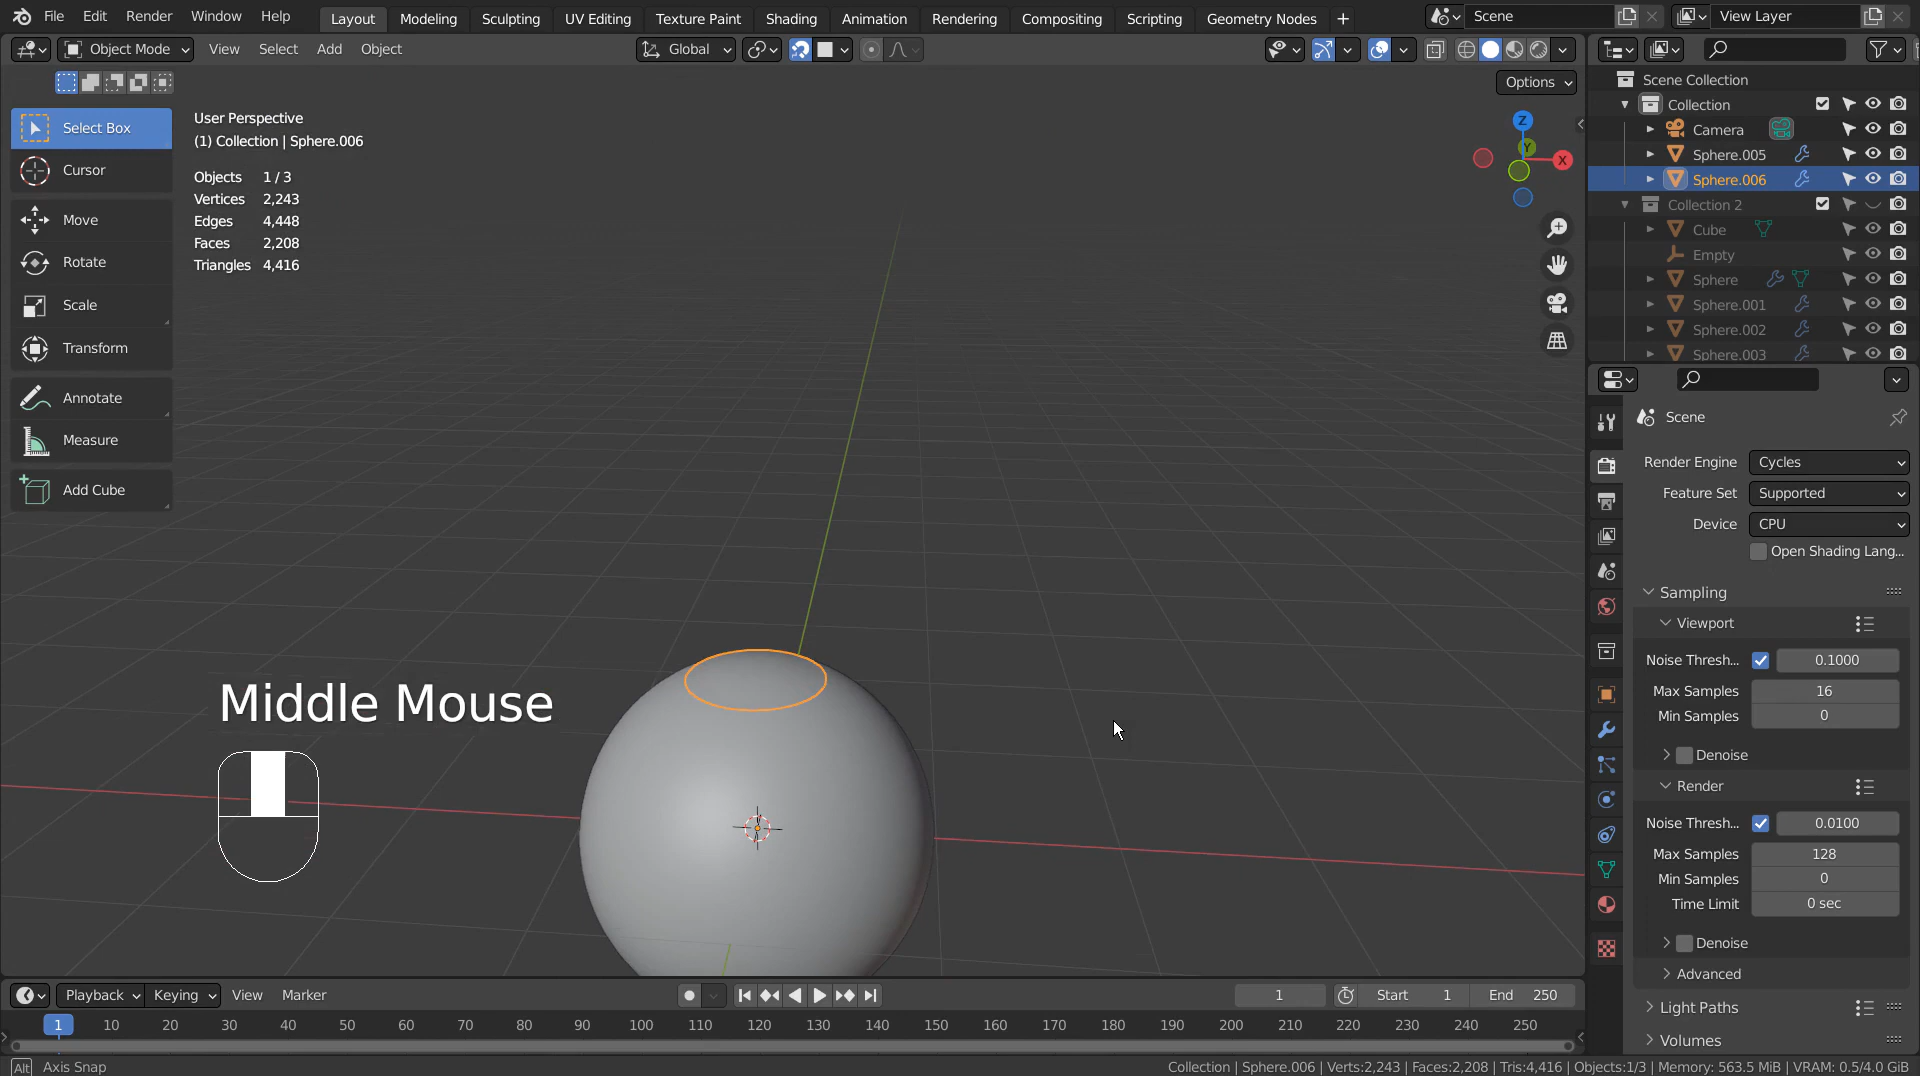 File Edit Render Window Help Layout Modeling Sculpting UV Editing Texture Paint Shading Animation Rendering Compositing Scripting Geometry Nodes + Scene View Layer
Object Mode View Select Add Object Global
Options
Select Box
Cursor
Move
Rotate
Scale
Transform
Annotate
Measure
Add Cube
User Perspective
(1) Collection | Sphere.006
Objects 1 / 3
Vertices 2,243
Edges 4,448
Faces 2,208
Triangles 4,416
Z
Y
X
Middle Mouse
Scene Collection
Collection
Camera
Sphere.005
Sphere.006
Collection 2
Cube
Empty
Sphere
Sphere.001
Sphere.002
Sphere.003
Scene
Render Engine Cycles
Feature Set Supported
Device CPU
Open Shading Lang...
Sampling
Viewport
Noise Thresh... 0.1000
Max Samples 16
Min Samples 0
Denoise
Render
Noise Thresh... 0.0100
Max Samples 128
Min Samples 0
Time Limit 0 sec
Denoise
Advanced
Light Paths
Volumes
Playback Keying View Marker 1 Start 1 End 250
1 10 20 30 40 50 60 70 80 90 100 110 120 130 140 150 160 170 180 190 200 210 220 230 240 250
Alt Axis Snap
Collection | Sphere.006 | Verts:2,243 | Faces:2,208 | Tris:4,416 | Objects:1/3 | Memory: 563.5 MiB | VRAM: 0.5/4.0 GiB